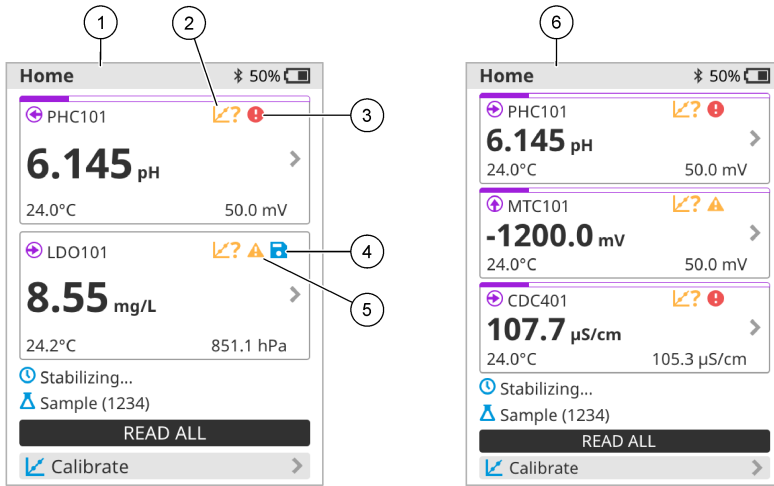 1
2
Home
50%
PHC101
?
3
6.145 pH
24.0°C
50.0 mV
LDO101
?
4
8.55 mg/L
5
24.2°C
851.1 hPa
Stabilizing...
Sample (1234)
READ ALL
Calibrate
6
Home
50%
PHC101
?
6.145 pH
24.0°C
50.0 mV
MTC101
?
-1200.0 mV
24.0°C
50.0 mV
CDC401
?
107.7 µS/cm
24.0°C
105.3 µS/cm
Stabilizing...
Sample (1234)
READ ALL
Calibrate